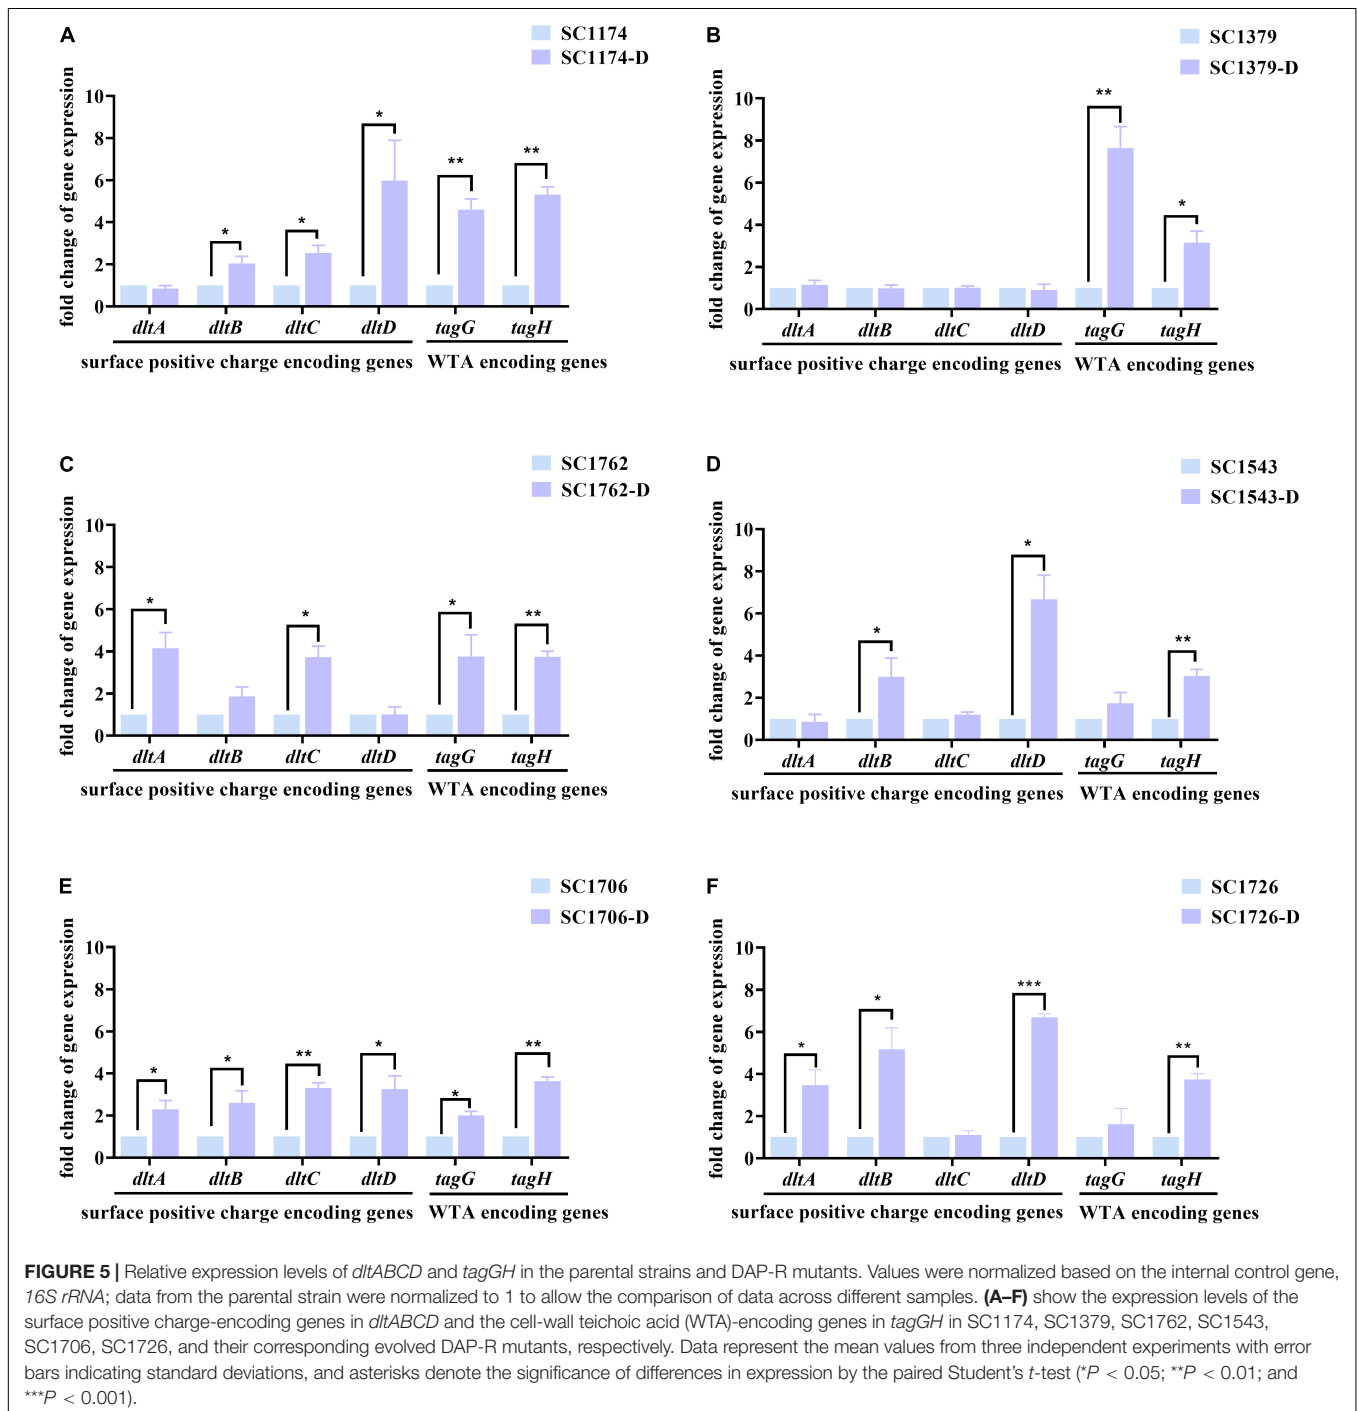 A
SC1174
SC1174-D
fold change of gene expression
10
8
6
4
2
0
*
*
*
**
**
dltA dltB dltC dltD tagG tagH
surface positive charge encoding genes WTA encoding genes
B
SC1379
SC1379-D
fold change of gene expression
10
8
6
4
2
0
**
*
dltA dltB dltC dltD tagG tagH
surface positive charge encoding genes WTA encoding genes
C
SC1762
SC1762-D
fold change of gene expression
10
8
6
4
2
0
*
*
*
**
dltA dltB dltC dltD tagG tagH
surface positive charge encoding genes WTA encoding genes
D
SC1543
SC1543-D
fold change of gene expression
10
8
6
4
2
0
*
*
**
dltA dltB dltC dltD tagG tagH
surface positive charge encoding genes WTA encoding genes
E
SC1706
SC1706-D
fold change of gene expression
10
8
6
4
2
0
*
*
**
*
*
**
dltA dltB dltC dltD tagG tagH
surface positive charge encoding genes WTA encoding genes
F
SC1726
SC1726-D
fold change of gene expression
10
8
6
4
2
0
*
*
***
**
dltA dltB dltC dltD tagG tagH
surface positive charge encoding genes WTA encoding genes
FIGURE 5 | Relative expression levels of dltABCD and tagGH in the parental strains and DAP-R mutants. Values were normalized based on the internal control gene,
16S rRNA; data from the parental strain were normalized to 1 to allow the comparison of data across different samples. (A–F) show the expression levels of the
surface positive charge-encoding genes in dltABCD and the cell-wall teichoic acid (WTA)-encoding genes in tagGH in SC1174, SC1379, SC1762, SC1543,
SC1706, SC1726, and their corresponding evolved DAP-R mutants, respectively. Data represent the mean values from three independent experiments with error
bars indicating standard deviations, and asterisks denote the significance of differences in expression by the paired Student's t-test (*P < 0.05; **P < 0.01; and
***P < 0.001).